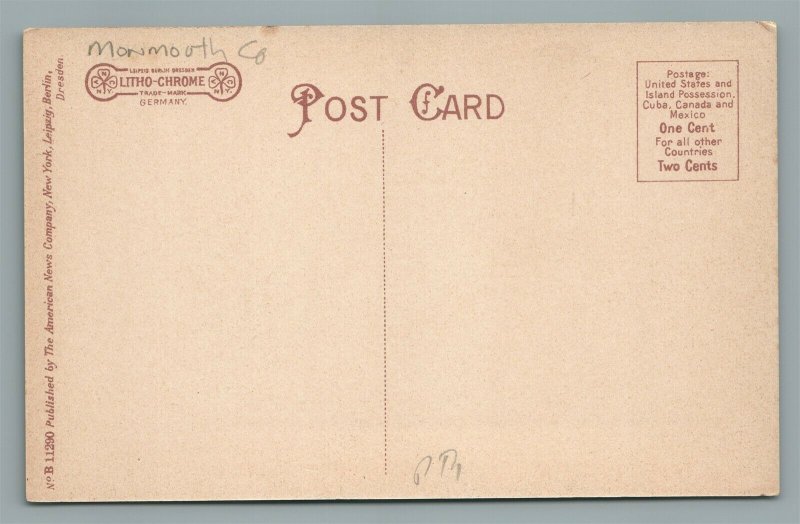 Monmouth Co
LEIPZIG BERLIN DRESDEN
LITHO-CHROME
TRADE-MARK
GERMANY.
POST CARD
Postage:
United States and
Island Possession,
Cuba, Canada and
Mexico
One Cent
For all other
Countries
Two Cents
No. B 11290 Published by The American News Company, New York, Leipzig, Berlin,
Dresden